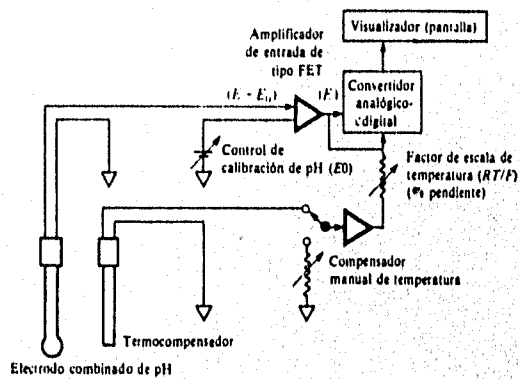 Visualizador (pantalla)
Amplificador
de entrada de
tipo FET
(E - E₀)
(E)
Convertidor
analógico-
digital
Control de
calibración de pH (E0)
Factor de escala de
temperatura (RT/F)
(% pendiente)
Compensador
manual de temperatura
Termocompensador
Electrodo combinado de pH